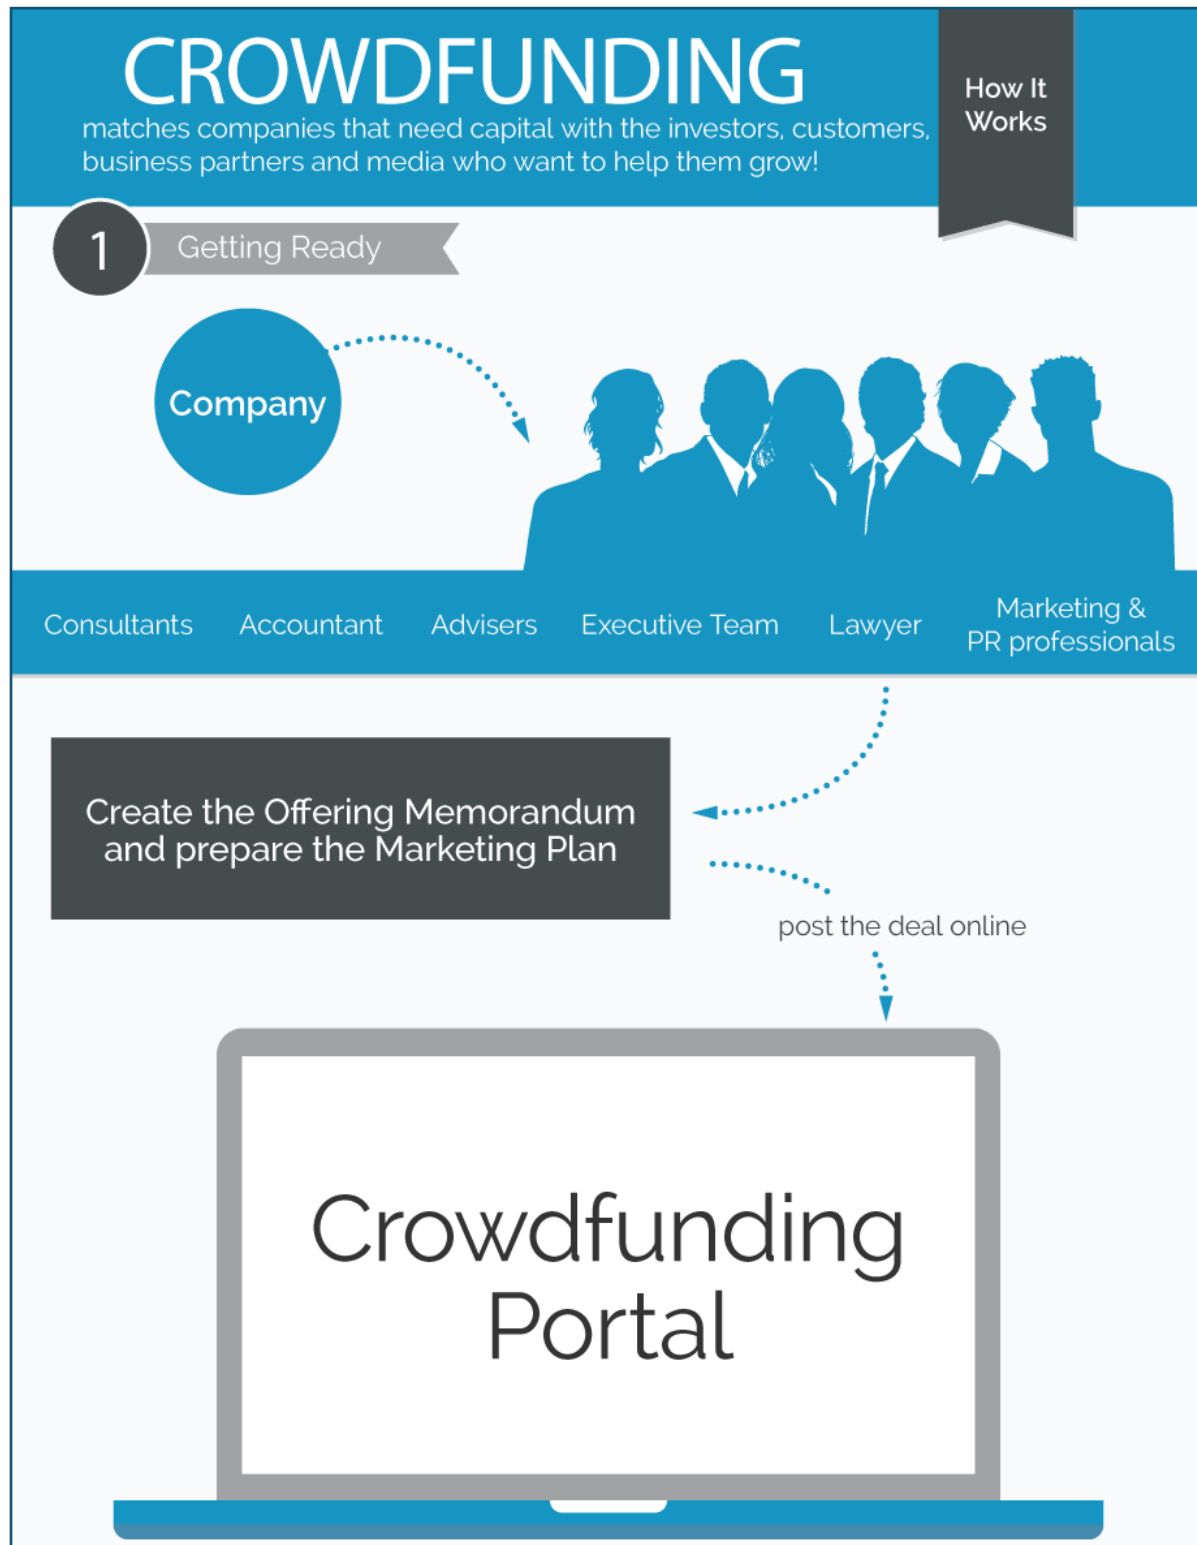 CROWDFUNDING
matches companies that need capital with the investors, customers,
business partners and media who want to help them grow!
How It
Works
1
Getting Ready
Company
Consultants
Accountant
Advisers
Executive Team
Lawyer
Marketing &
PR professionals
Create the Offering Memorandum
and prepare the Marketing Plan
post the deal online
Crowdfunding
Portal